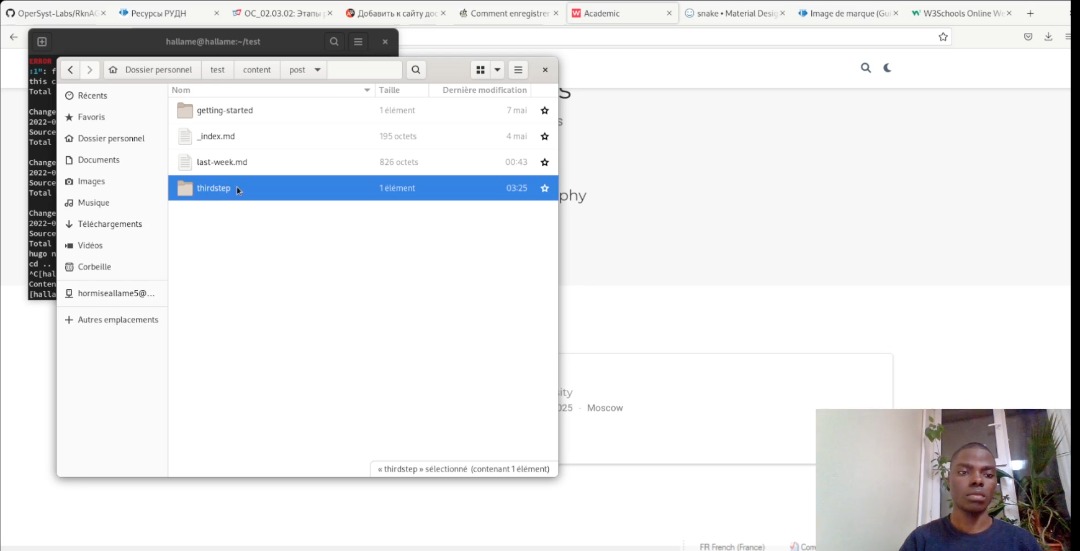 OperSyst-Labs/RknAC
Ресурсы РУДН
ОС_02.03.02: Этапы р
Добавить к сайту дос
Comment enregistrer
Academic
snake • Material Desig
Image de marque (Gui
W3Schools Online We
hallame@hallame:~/test
ERROR
:1": f
this c
Total
Change
2022-0
Source
Total
Change
2022-0
Source
Total
Change
2022-0
Source
Total
hugo n
cd ..
^C[hal
Conten
[halla
Dossier personnel
test
content
post
Nom
Taille
Dernière modification
Récents
Favoris
Dossier personnel
Documents
Images
Musique
Téléchargements
Vidéos
Corbeille
hormiseallame5@...
Autres emplacements
getting-started
1 élément
7 mai
_index.md
195 octets
4 mai
last-week.md
826 octets
00:43
thirdstep
1 élément
03:25
« thirdstep » sélectionné (contenant 1 élément)
s
phy
sity
025 · Moscow
FR French (France)